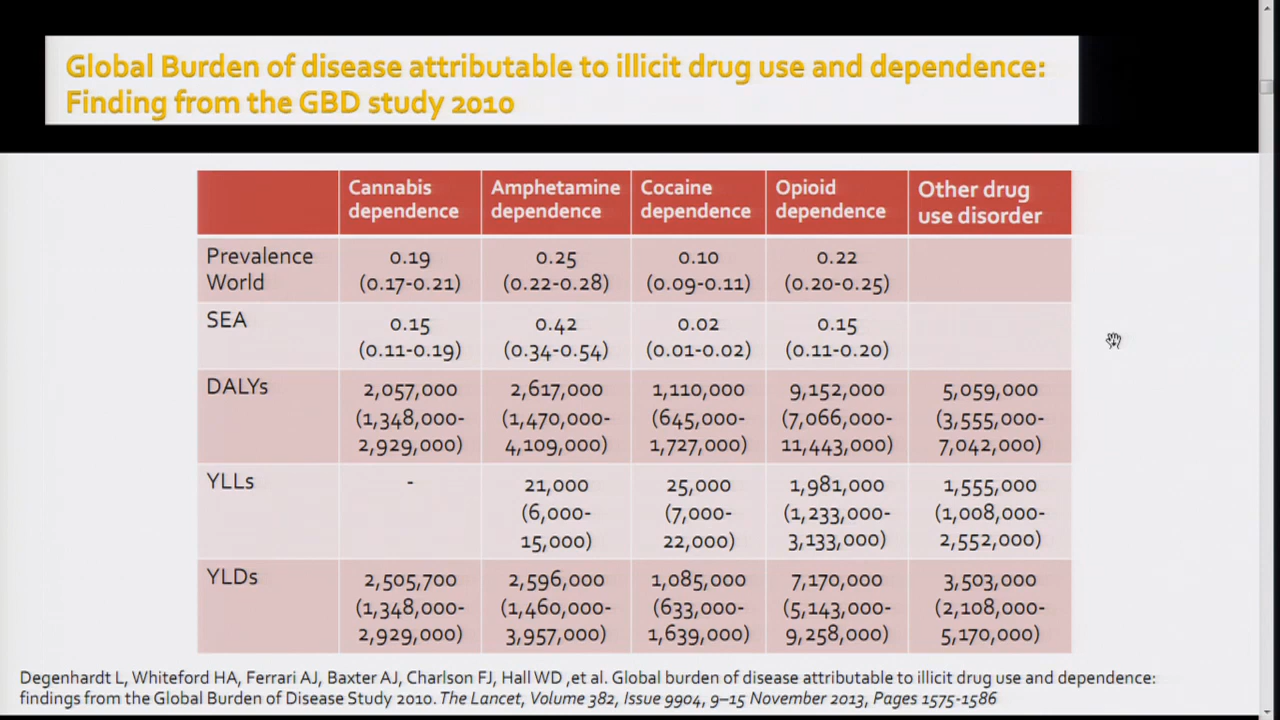 Global Burden of disease attributable to illicit drug use and dependence:
Finding from the GBD study 2010
Cannabis dependence
Amphetamine dependence
Cocaine dependence
Opioid dependence
Other drug use disorder
Prevalence World
0.19 (0.17-0.21)
0.25 (0.22-0.28)
0.10 (0.09-0.11)
0.22 (0.20-0.25)
SEA
0.15 (0.11-0.19)
0.42 (0.34-0.54)
0.02 (0.01-0.02)
0.15 (0.11-0.20)
DALYs
2,057,000 (1,348,000-2,929,000)
2,617,000 (1,470,000-4,109,000)
1,110,000 (645,000-1,727,000)
9,152,000 (7,066,000-11,443,000)
5,059,000 (3,555,000-7,042,000)
YLLs
-
21,000 (6,000-15,000)
25,000 (7,000-22,000)
1,981,000 (1,233,000-3,133,000)
1,555,000 (1,008,000-2,552,000)
YLDs
2,505,700 (1,348,000-2,929,000)
2,596,000 (1,460,000-3,957,000)
1,085,000 (633,000-1,639,000)
7,170,000 (5,143,000-9,258,000)
3,503,000 (2,108,000-5,170,000)
Degenhardt L, Whiteford HA, Ferrari AJ, Baxter AJ, Charlson FJ, Hall WD ,et al. Global burden of disease attributable to illicit drug use and dependence:
findings from the Global Burden of Disease Study 2010. The Lancet, Volume 382, Issue 9904, 9–15 November 2013, Pages 1575-1586